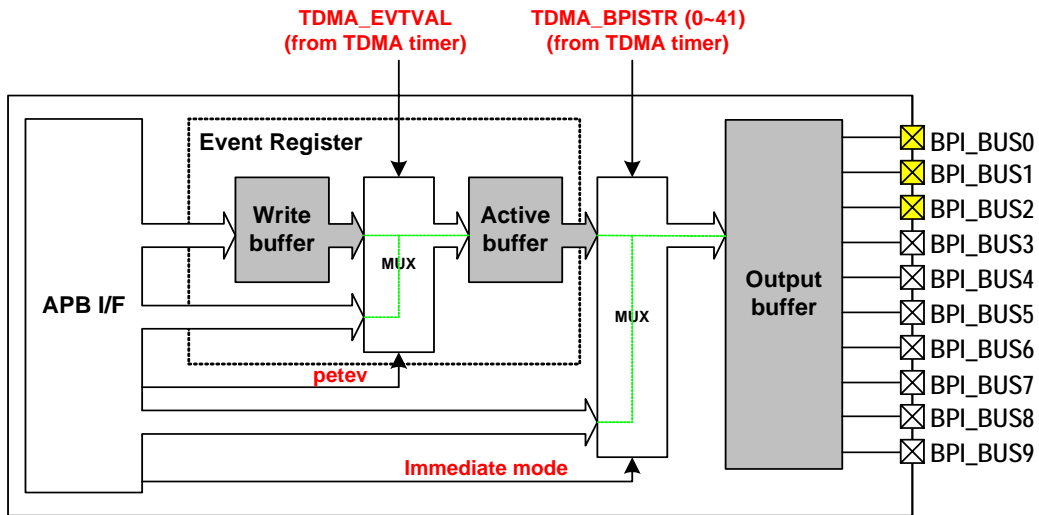 TDMA_EVTVAL
(from TDMA timer)
TDMA_BPISTR (0~41)
(from TDMA timer)
Event Register
APB I/F
Write
buffer
MUX
Active
buffer
MUX
Output
buffer
petev
Immediate mode
BPI_BUS0
BPI_BUS1
BPI_BUS2
BPI_BUS3
BPI_BUS4
BPI_BUS5
BPI_BUS6
BPI_BUS7
BPI_BUS8
BPI_BUS9